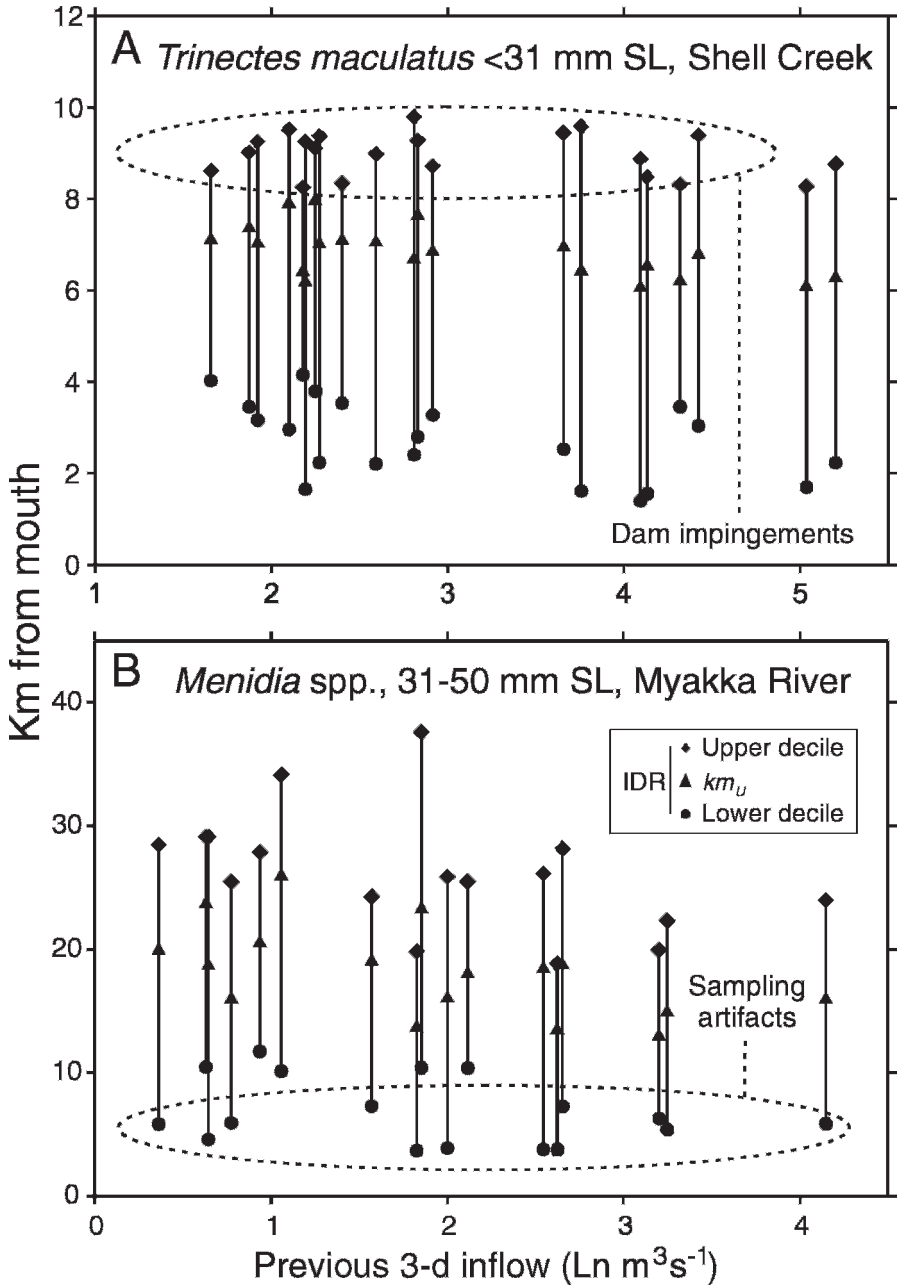 A Trinectes maculatus <31 mm SL, Shell Creek
12
10
8
6
4
2
0
Dam impingements
1 2 3 4 5
Km from mouth
B Menidia spp., 31-50 mm SL, Myakka River
40
30
20
10
0
Upper decile
IDR kmᵤ
Lower decile
Sampling
artifacts
0 1 2 3 4
Previous 3-d inflow (Ln m³s⁻¹)